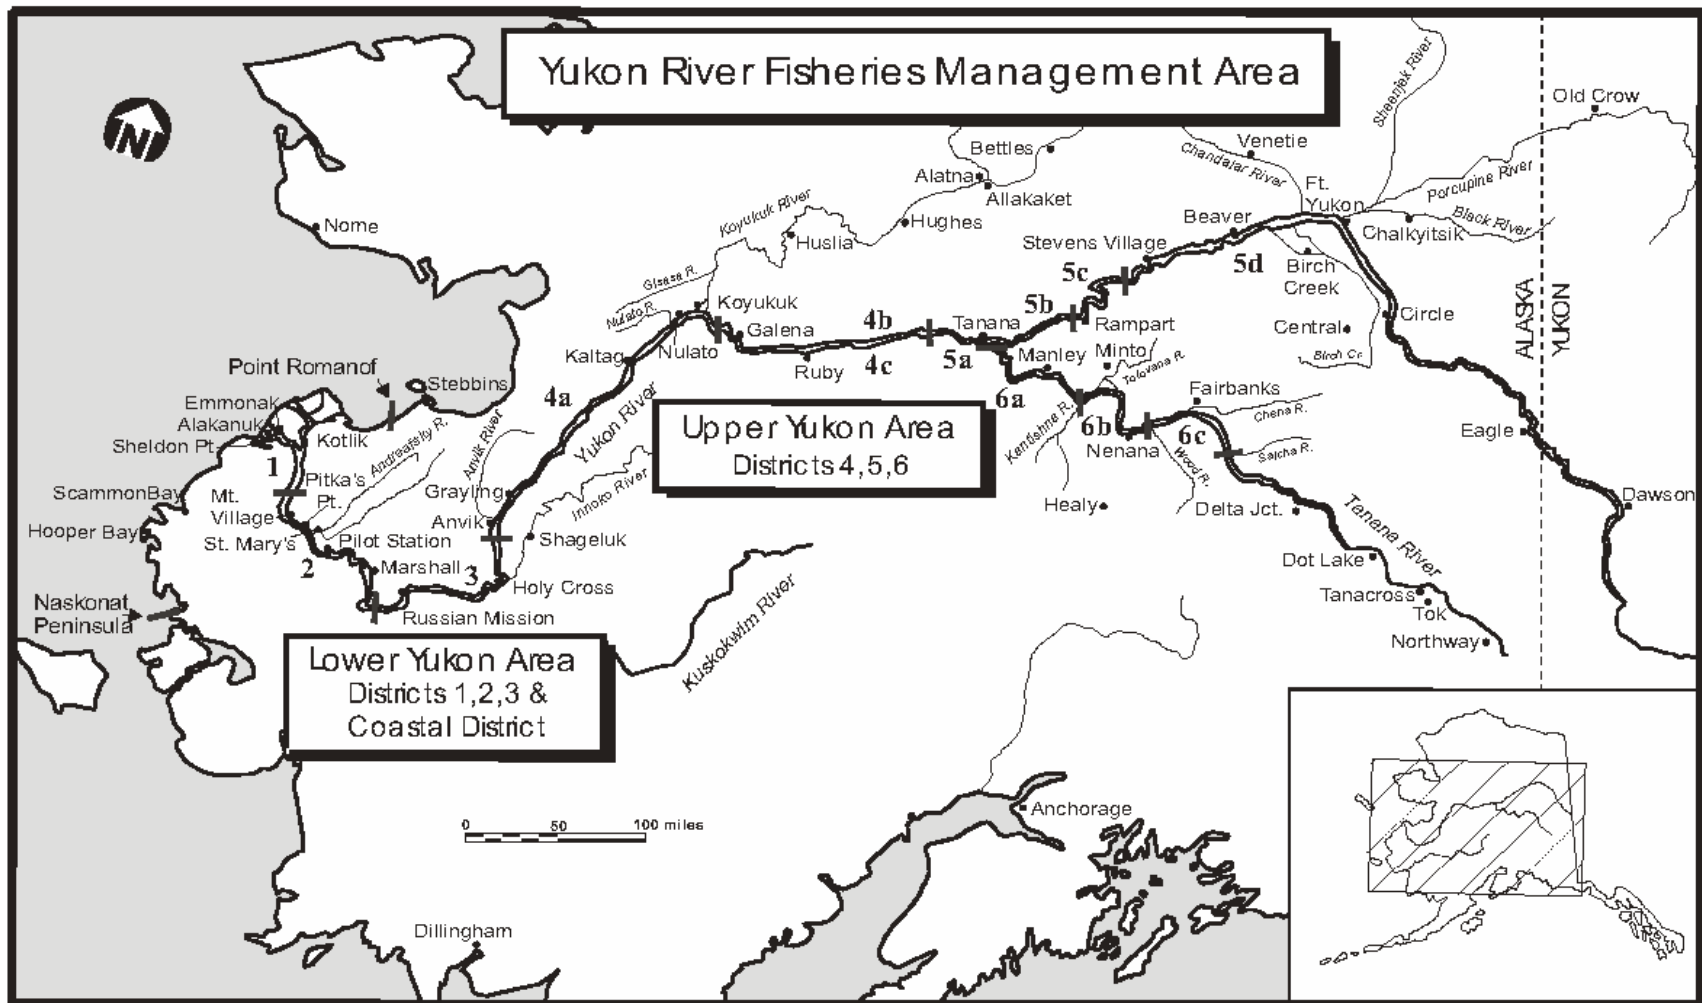 Yukon River Fisheries Management Area
N
Sheenjek River
Old Crow
Venetie
Chandalar River
Bettles
Alatna
Allakaket
Porcupine River
Ft.
Yukon
Black River
Chalkyitsik
Koyukuk River
Hughes
Huslia
Beaver
Stevens Village
Nome
5c
5d
Birch
Creek
Gisasa R.
Nulato R.
Koyukuk
Galena
4b
5b
Tanana
Rampart
Circle
Central
ALASKA
YUKON
Kaltag
Nulato
Ruby
4c
5a
Manley
Minto
Tolovana R.
Birch Cr.
Point Romanof
Stebbins
4a
Yukon River
6a
Fairbanks
Chena R.
Emmonak
Alakanuk
Sheldon Pt.
Kotlik
Andreafsky R.
Anvik River
Upper Yukon Area
Districts 4,5,6
Kantishna R.
6b
Nenana
6c
Wood R.
Salcha R.
Eagle
1
Pitka's
Pt.
Scammon Bay
Mt.
Village
Grayling
Innoko River
Anvik
Healy
Delta Jct.
Tanana River
Dawson
Hooper Bay
St. Mary's
Pilot Station
Shageluk
2
Marshall
3
Holy Cross
Dot Lake
Naskonat
Peninsula
Russian Mission
Tanacross
Tok
Northway
Kuskokwim River
Lower Yukon Area
Districts 1,2,3 &
Coastal District
0 50 100 miles
Anchorage
Dillingham